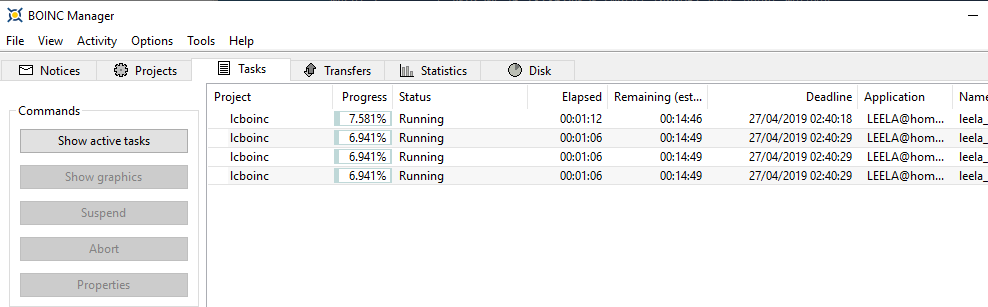 BOINC Manager
File View Activity Options Tools Help
Notices Projects Tasks Transfers Statistics Disk
Commands
Show active tasks
Show graphics
Suspend
Abort
Properties
Project Progress Status Elapsed Remaining (est... Deadline Application Name
lcboinc 7.581% Running 00:01:12 00:14:46 27/04/2019 02:40:18 LEELA@hom... leela_
lcboinc 6.941% Running 00:01:06 00:14:49 27/04/2019 02:40:29 LEELA@hom... leela_
lcboinc 6.941% Running 00:01:06 00:14:49 27/04/2019 02:40:29 LEELA@hom... leela_
lcboinc 6.941% Running 00:01:06 00:14:49 27/04/2019 02:40:29 LEELA@hom... leela_